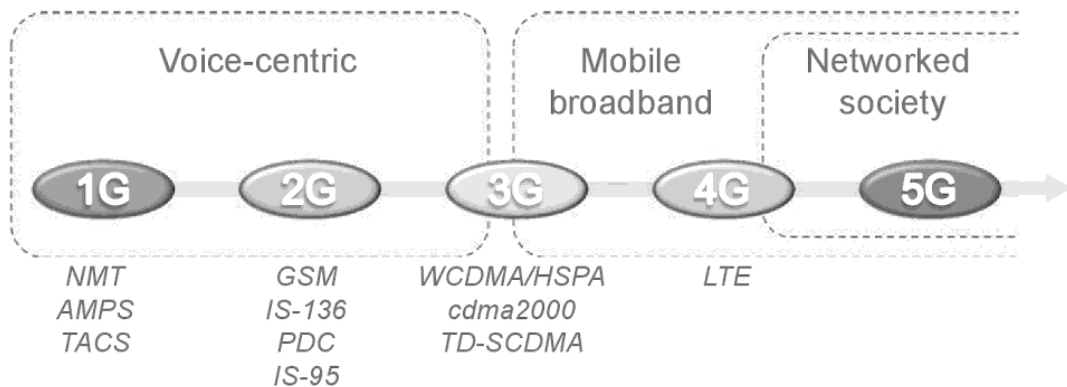 Voice-centric
Mobile
broadband
Networked
society
1G
2G
3G
4G
5G
NMT
AMPS
TACS
GSM
IS-136
PDC
IS-95
WCDMA/HSPA
cdma2000
TD-SCDMA
LTE